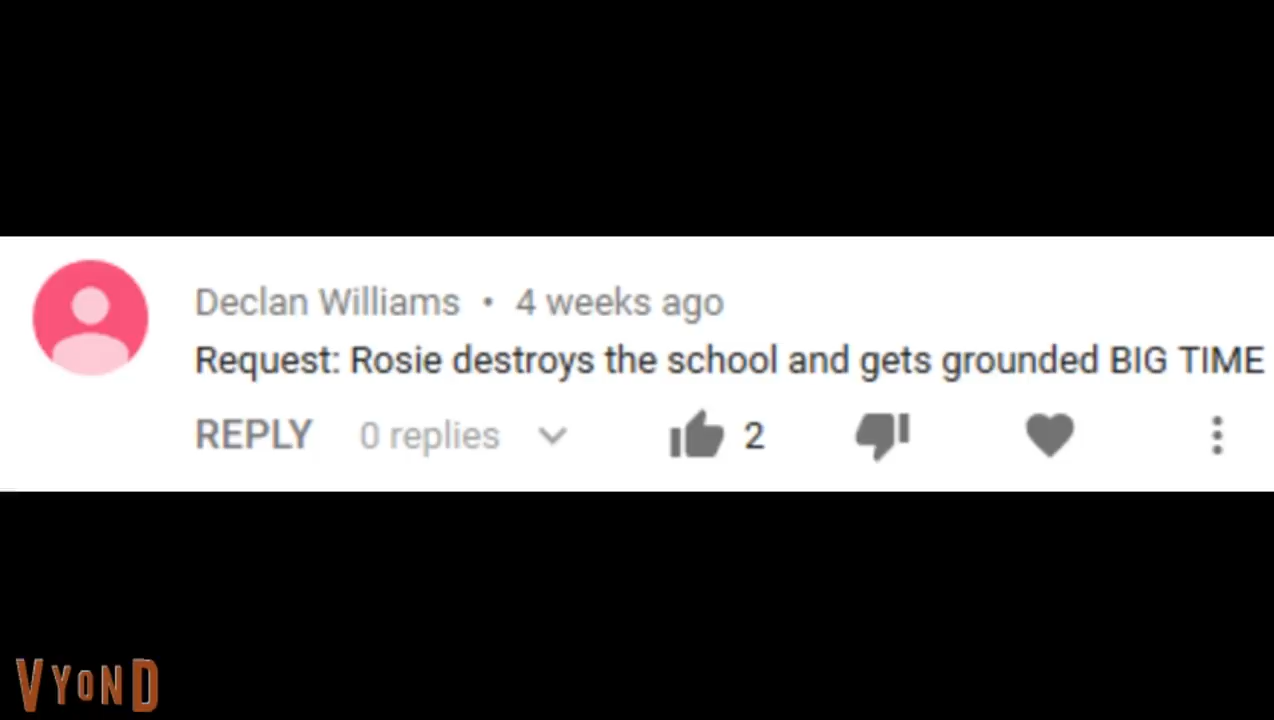 Declan Williams • 4 weeks ago
Request: Rosie destroys the school and gets grounded BIG TIME
REPLY 0 replies 2
VYOND